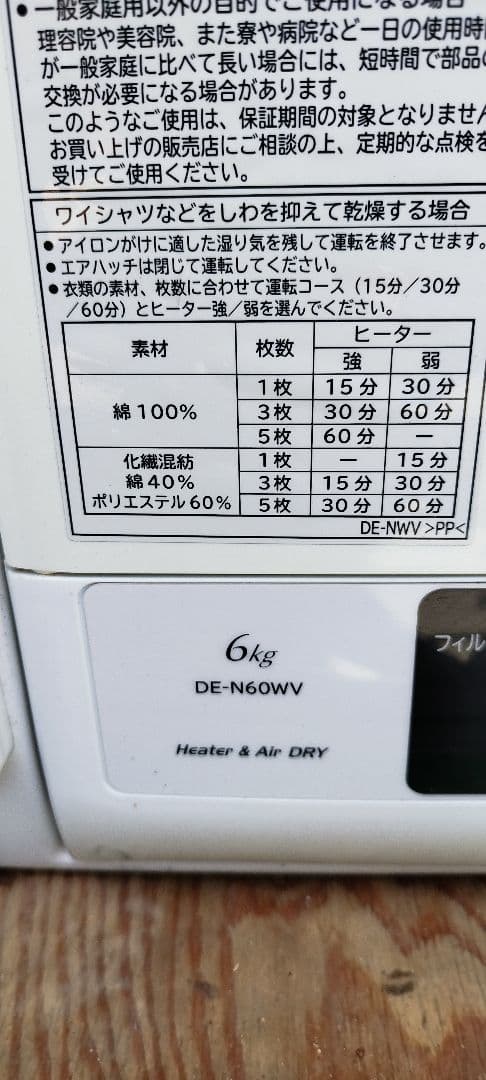 ●一般家庭用以外の目的でご使用になる場合
理容院や美容院、また寮や病院など一日の使用時
が一般家庭に比べて長い場合には、短時間で部品の
交換が必要になる場合があります。
このようなご使用は、保証期間の対象となりません
お買い上げの販売店にご相談の上、定期的な点検を
受けてご使用ください。
ワイシャツなどをしわを抑えて乾燥する場合
●アイロンがけに適した湿り気を残して運転を終了させます。
●エアハッチは閉じて運転してください。
●衣類の素材、枚数に合わせて運転コース（15分／30分
／60分）とヒーター強／弱を選んでください。
素材 枚数 ヒーター
強 弱
綿100% 1枚 15分 30分
3枚 30分 60分
5枚 60分 ―
化繊混紡 綿40% ポリエステル60% 1枚 ― 15分
3枚 15分 30分
5枚 30分 60分
DE-NWV >PP<
6kg
フィル
DE-N60WV
Heater & Air DRY